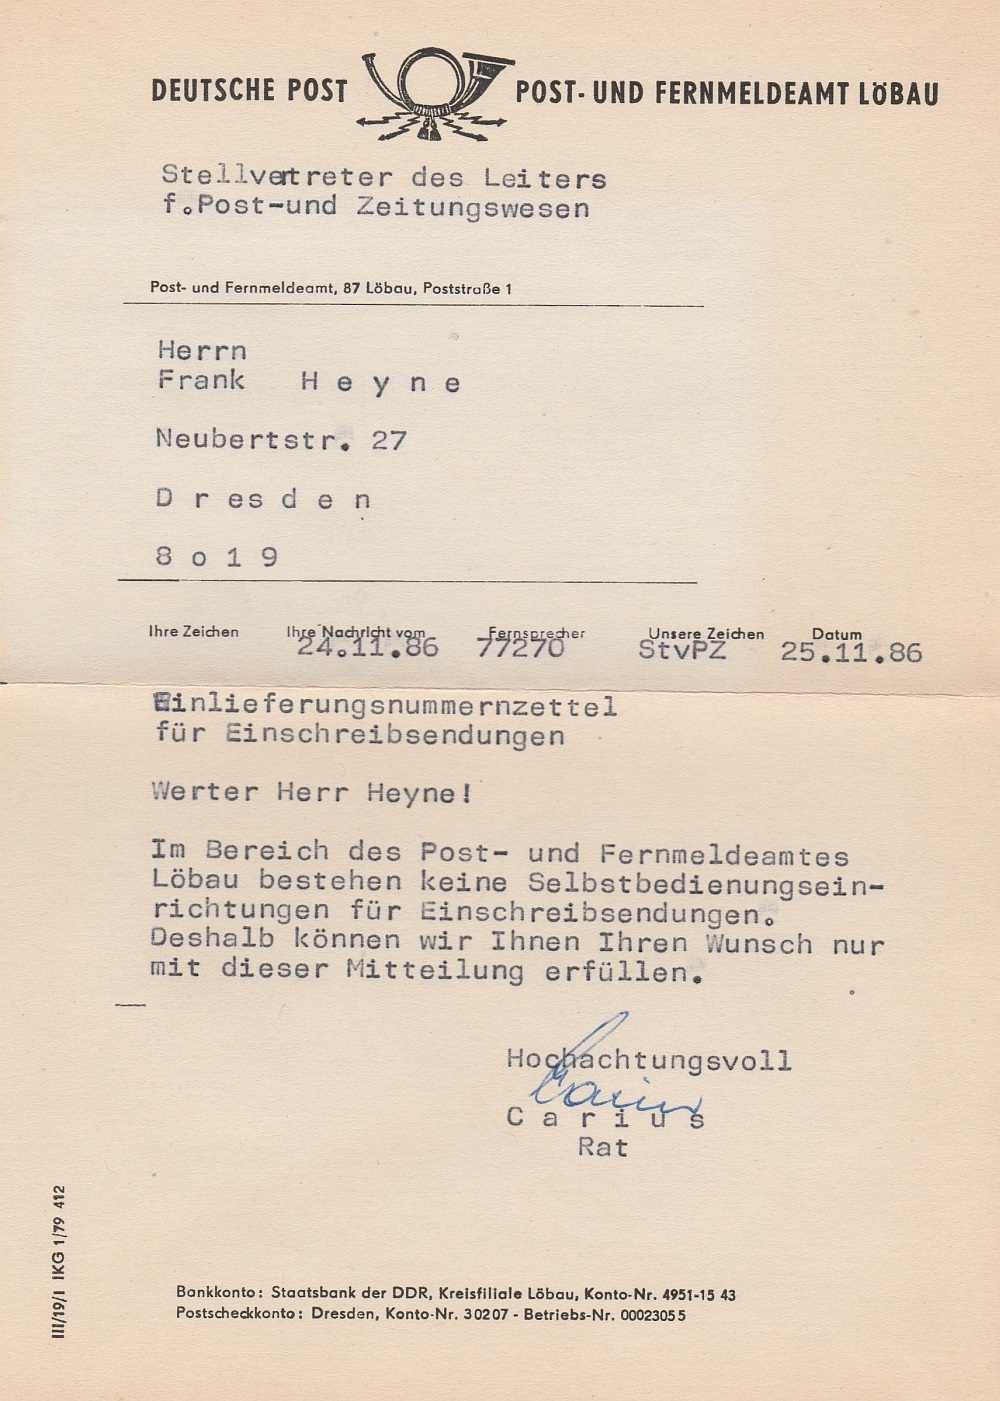 DEUTSCHE POST POST- UND FERNMELDEAMT LÖBAU
Stellvertreter des Leiters
f.Post-und Zeitungswesen
Post- und Fernmeldeamt, 87 Löbau, Poststraße 1
Herrn
Frank H e y n e
Neubertstr. 27
D r es d e n
8 o 1 9
Ihre Zeichen Ihre Nachricht vom Fernsprecher Unsere Zeichen Datum
24.11.86 77270 StvPZ 25.11.86
Einlieferungsnummernzettel
für Einschreibsendungen
Werter Herr Heyne!
Im Bereich des Post- und Fernmeldeamtes
Löbau bestehen keine Selbstbedienungsein-
richtungen für Einschreibsendungen.
Deshalb können wir Ihnen Ihren Wunsch nur
mit dieser Mitteilung erfüllen.
Hochachtungsvoll
Carius
C a r i u s
Rat
III/19/1 IKG 1/79 412
Bankkonto: Staatsbank der DDR, Kreisfiliale Löbau, Konto-Nr. 4951-15 43
Postscheckkonto: Dresden, Konto-Nr. 30207 - Betriebs-Nr. 00023055